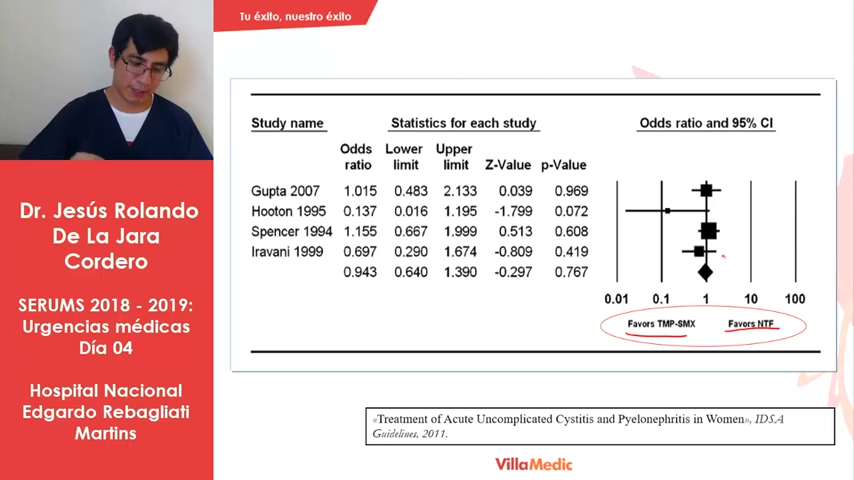 Tu éxito, nuestro éxito
Dr. Jesús Rolando
De La Jara
Cordero
SERUMS 2018 - 2019:
Urgencias médicas
Día 04
Hospital Nacional
Edgardo Rebagliati
Martins
Study name Statistics for each study Odds ratio and 95% CI
Odds ratio Lower limit Upper limit Z-Value p-Value
Gupta 2007 1.015 0.483 2.133 0.039 0.969
Hooton 1995 0.137 0.016 1.195 -1.799 0.072
Spencer 1994 1.155 0.667 1.999 0.513 0.608
Iravani 1999 0.697 0.290 1.674 -0.809 0.419
0.943 0.640 1.390 -0.297 0.767
0.01 0.1 1 10 100
Favors TMP-SMX Favors NTF
«Treatment of Acute Uncomplicated Cystitis and Pyelonephritis in Women», IDSA
Guidelines, 2011.
VillaMedic